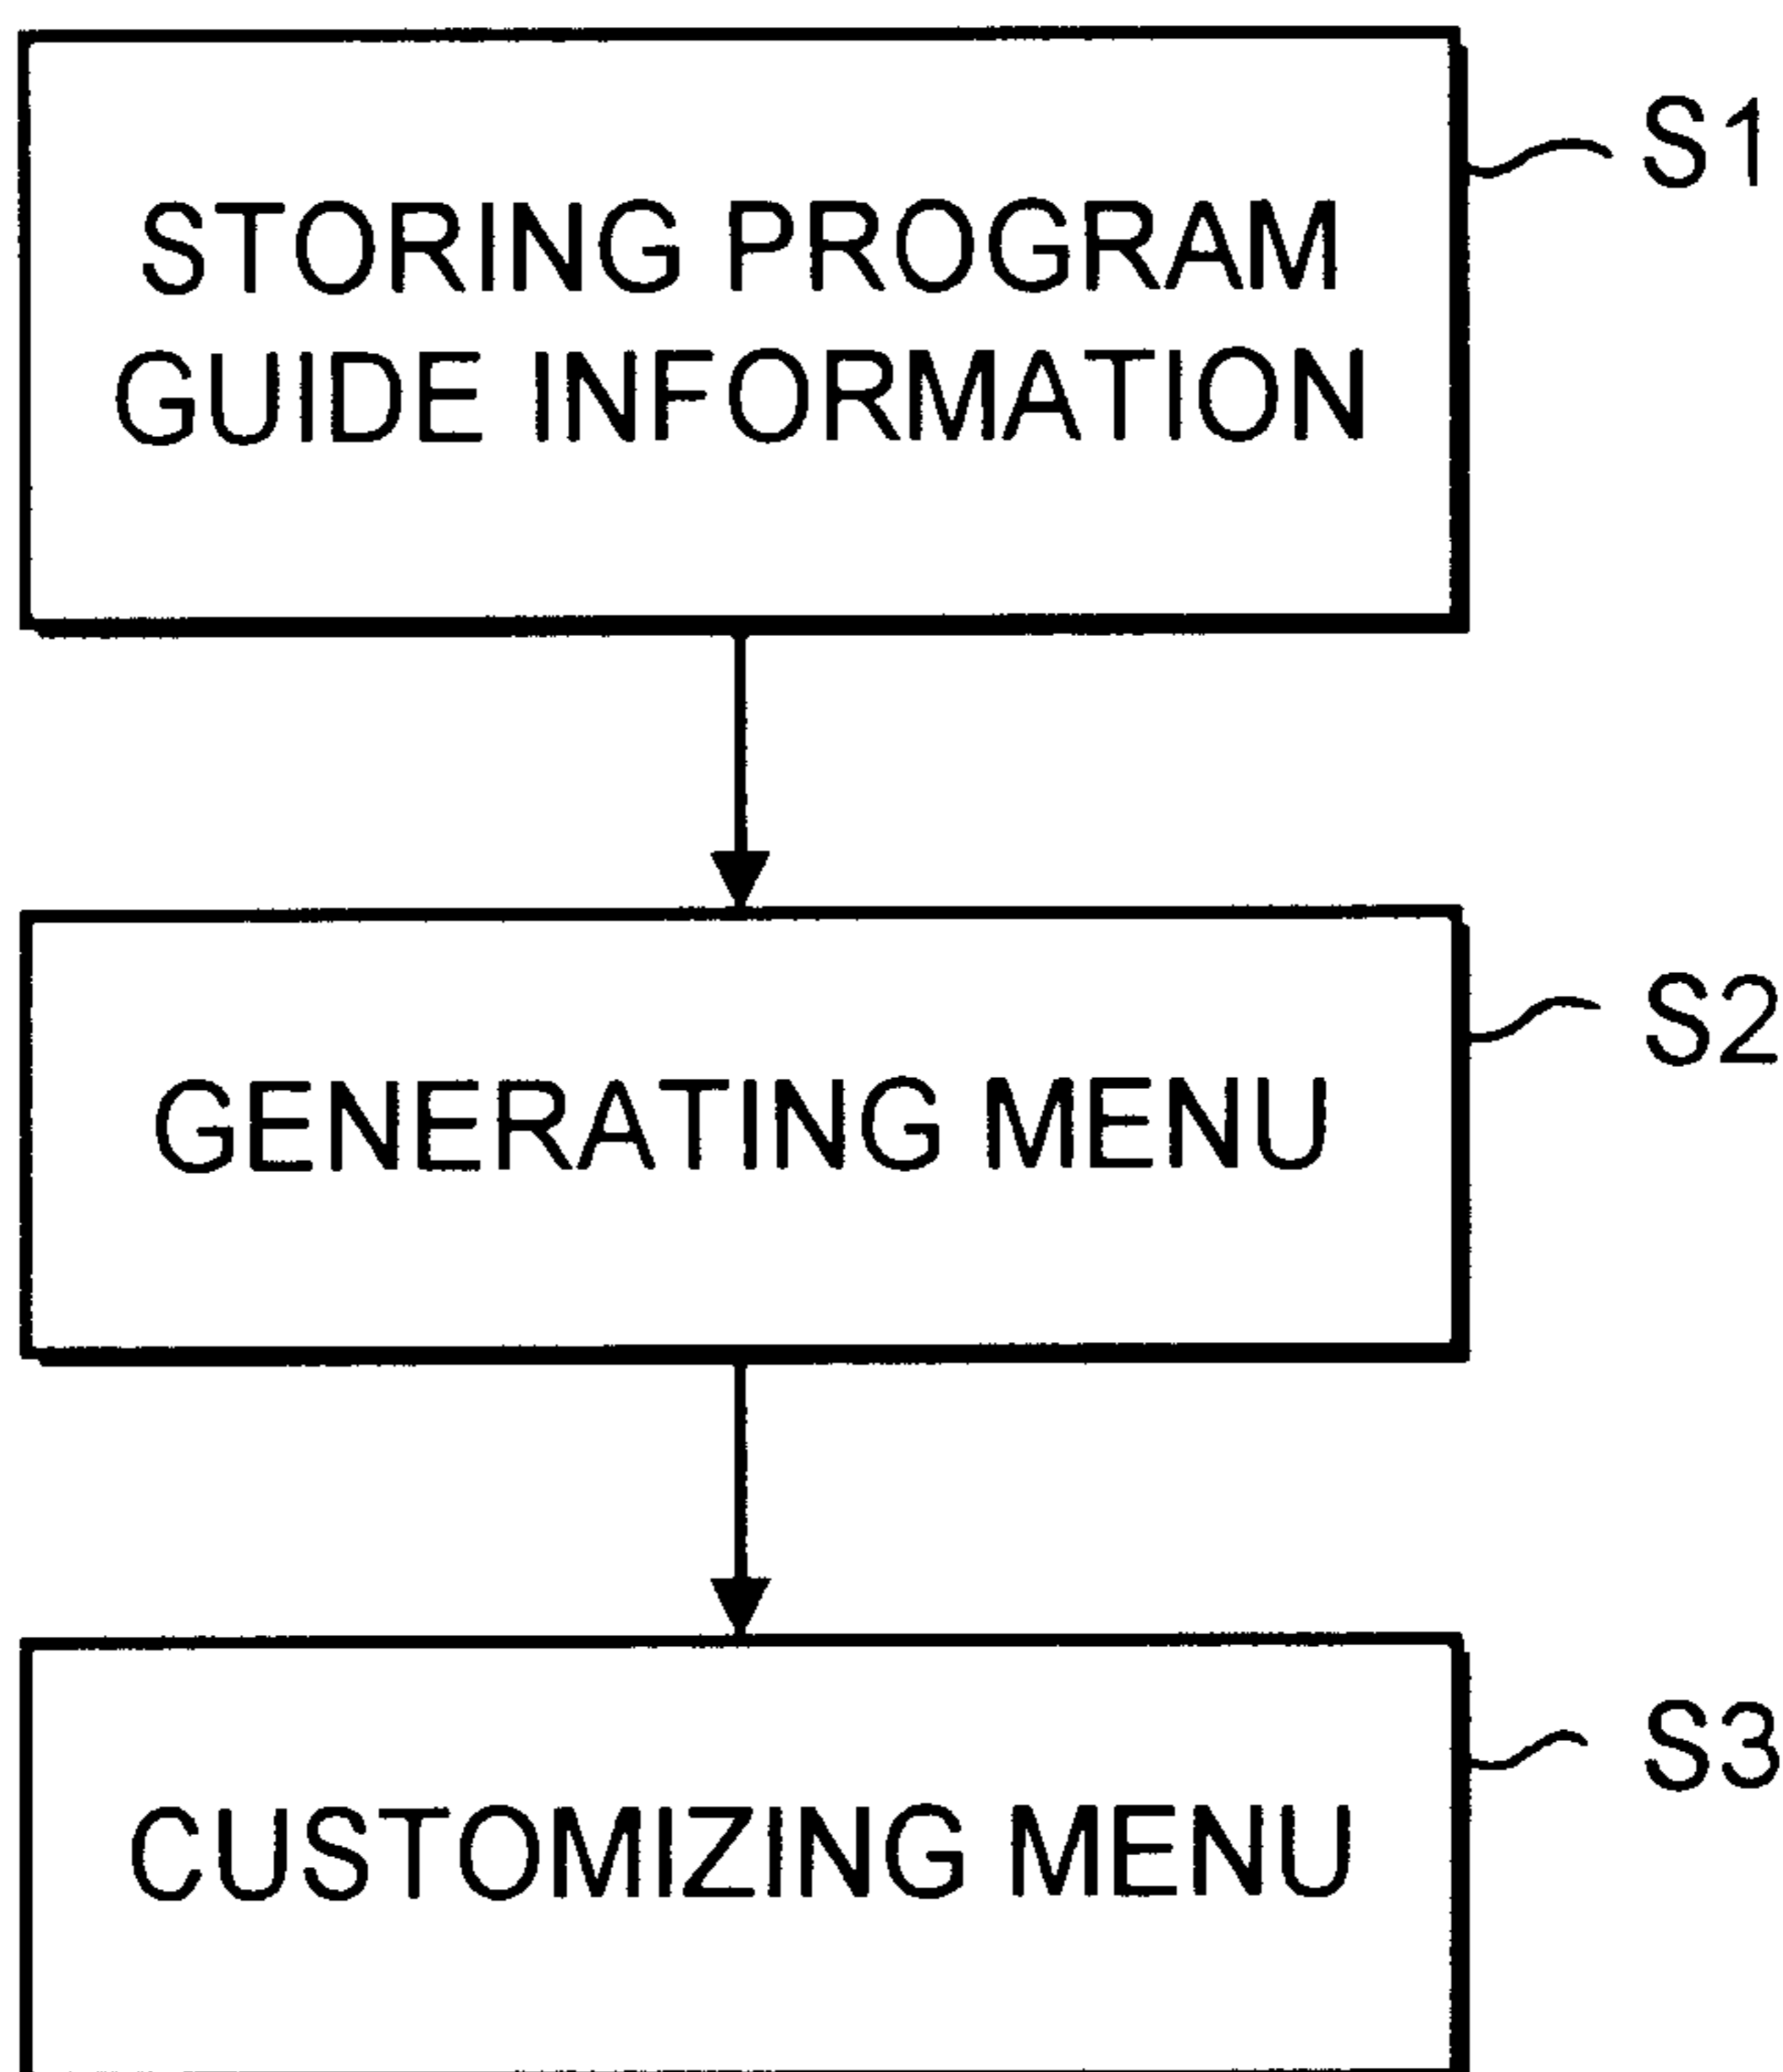 S1
STORING PROGRAM
GUIDE INFORMATION
S2
GENERATING MENU
S3
CUSTOMIZING MENU